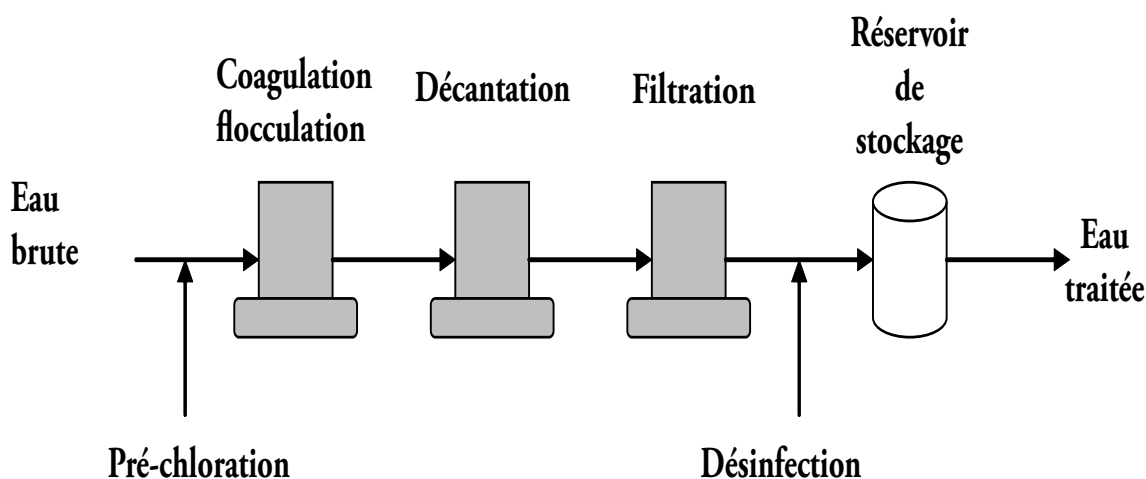 Réservoir
de
stockage
Coagulation
flocculation
Décantation
Filtration
Eau
brute
Eau
traitée
Pré-chloration
Désinfection